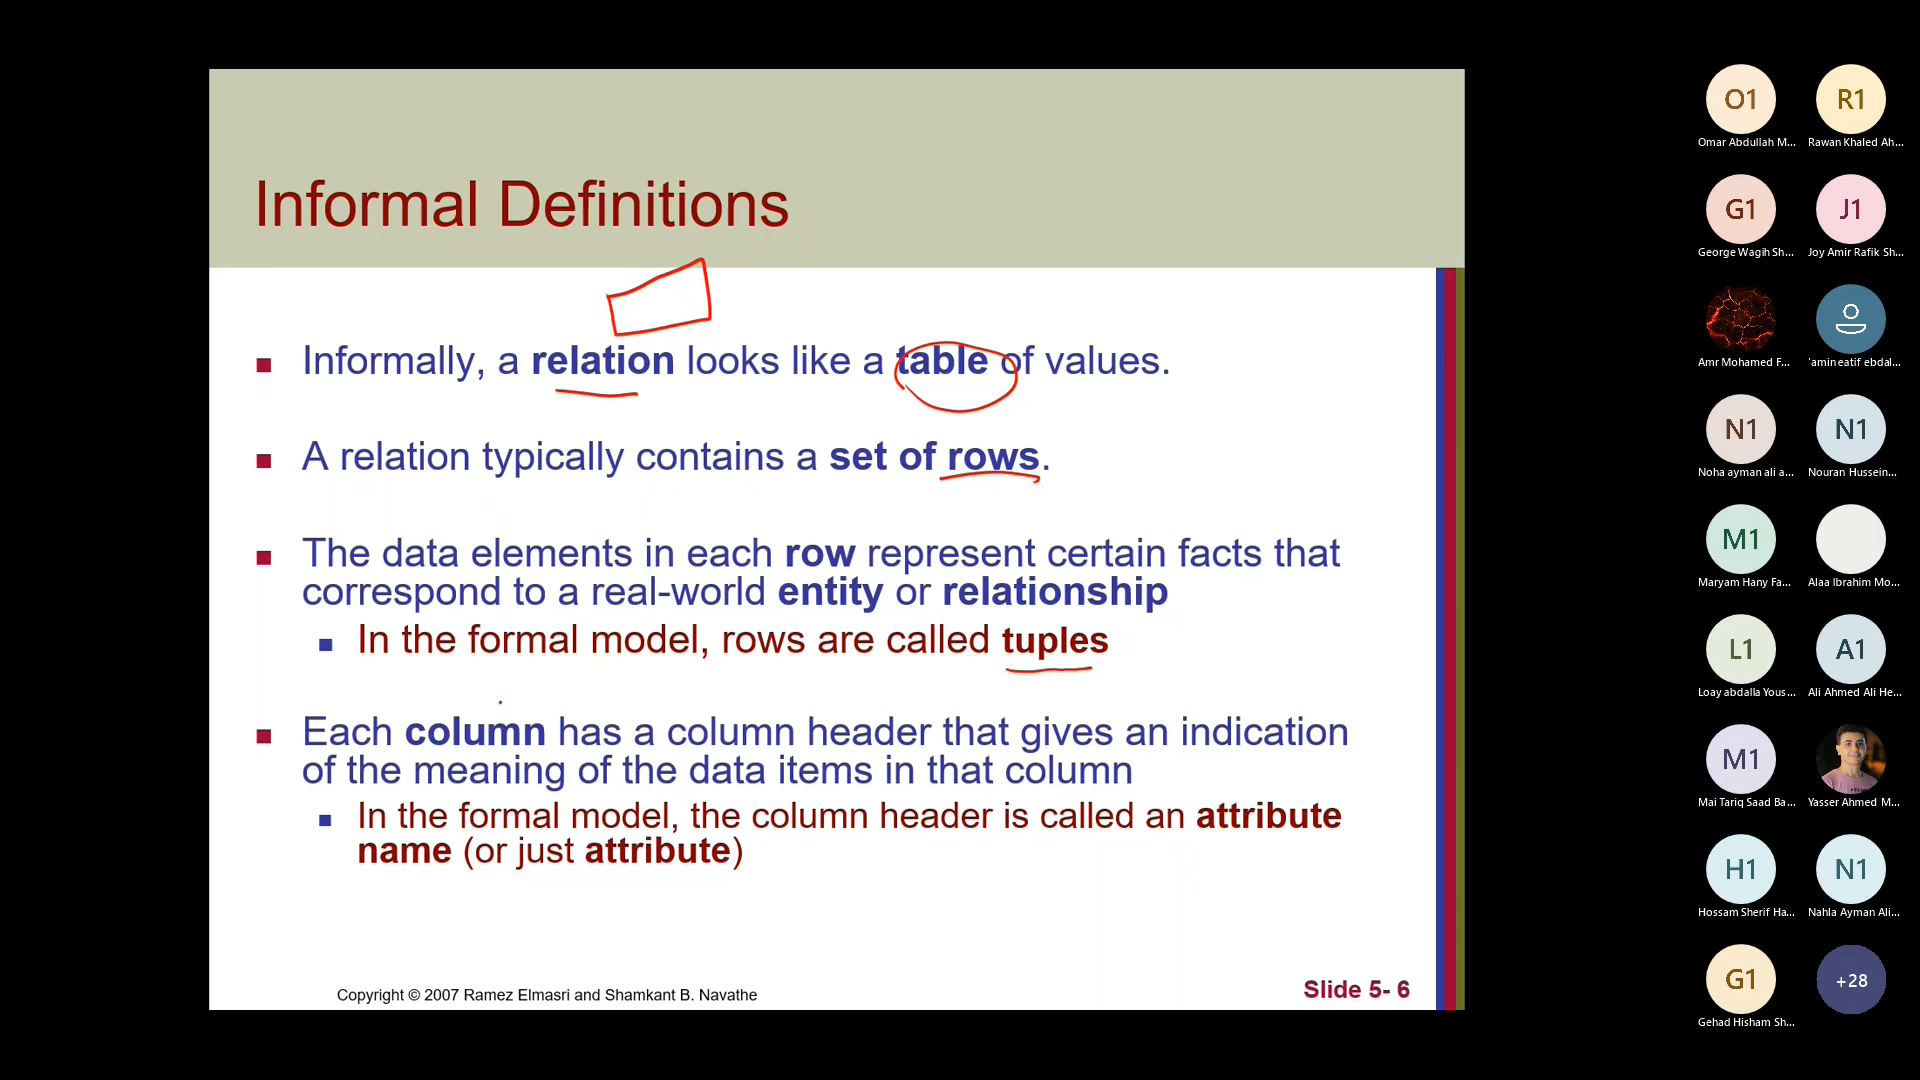 Informal Definitions
Informally, a relation looks like a table of values.
A relation typically contains a set of rows.
The data elements in each row represent certain facts that
correspond to a real-world entity or relationship
In the formal model, rows are called tuples
Each column has a column header that gives an indication
of the meaning of the data items in that column
In the formal model, the column header is called an attribute
name (or just attribute)
Copyright © 2007 Ramez Elmasri and Shamkant B. Navathe
Slide 5- 6
O1
R1
Omar Abdullah M...
Rawan Khaled Ah...
G1
J1
George Wagih Sh...
Joy Amir Rafik Sh...
Amr Mohamed F...
'amin eatif ebdal...
N1
N1
Noha ayman ali a...
Nouran Hussein...
M1
Maryam Hany Fa...
Alaa Ibrahim Mo...
L1
A1
Loay abdalla Yous...
Ali Ahmed Ali He...
M1
Mai Tariq Saad Ba...
Yasser Ahmed M...
H1
N1
Hossam Sherif Ha...
Nahla Ayman Ali...
G1
+28
Gehad Hisham Sh...